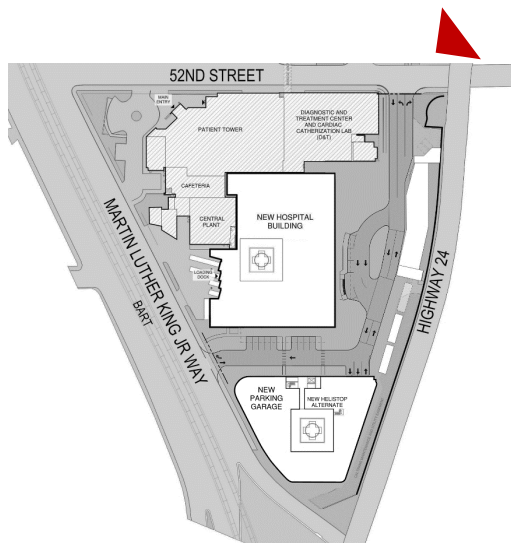 52ND STREET
MAIN
ENTRY
PATIENT TOWER
DIAGNOSTIC AND
TREATMENT CENTER
AND CARDIAC
CATHERIZATION LAB
(D&T)
CAFETERIA
CENTRAL
PLANT
NEW HOSPITAL
BUILDING
LOADING
DOCK
MARTIN LUTHER KING JR WAY
BART
HIGHWAY 24
NEW
PARKING
GARAGE
NEW HELISTOP
ALTERNATE